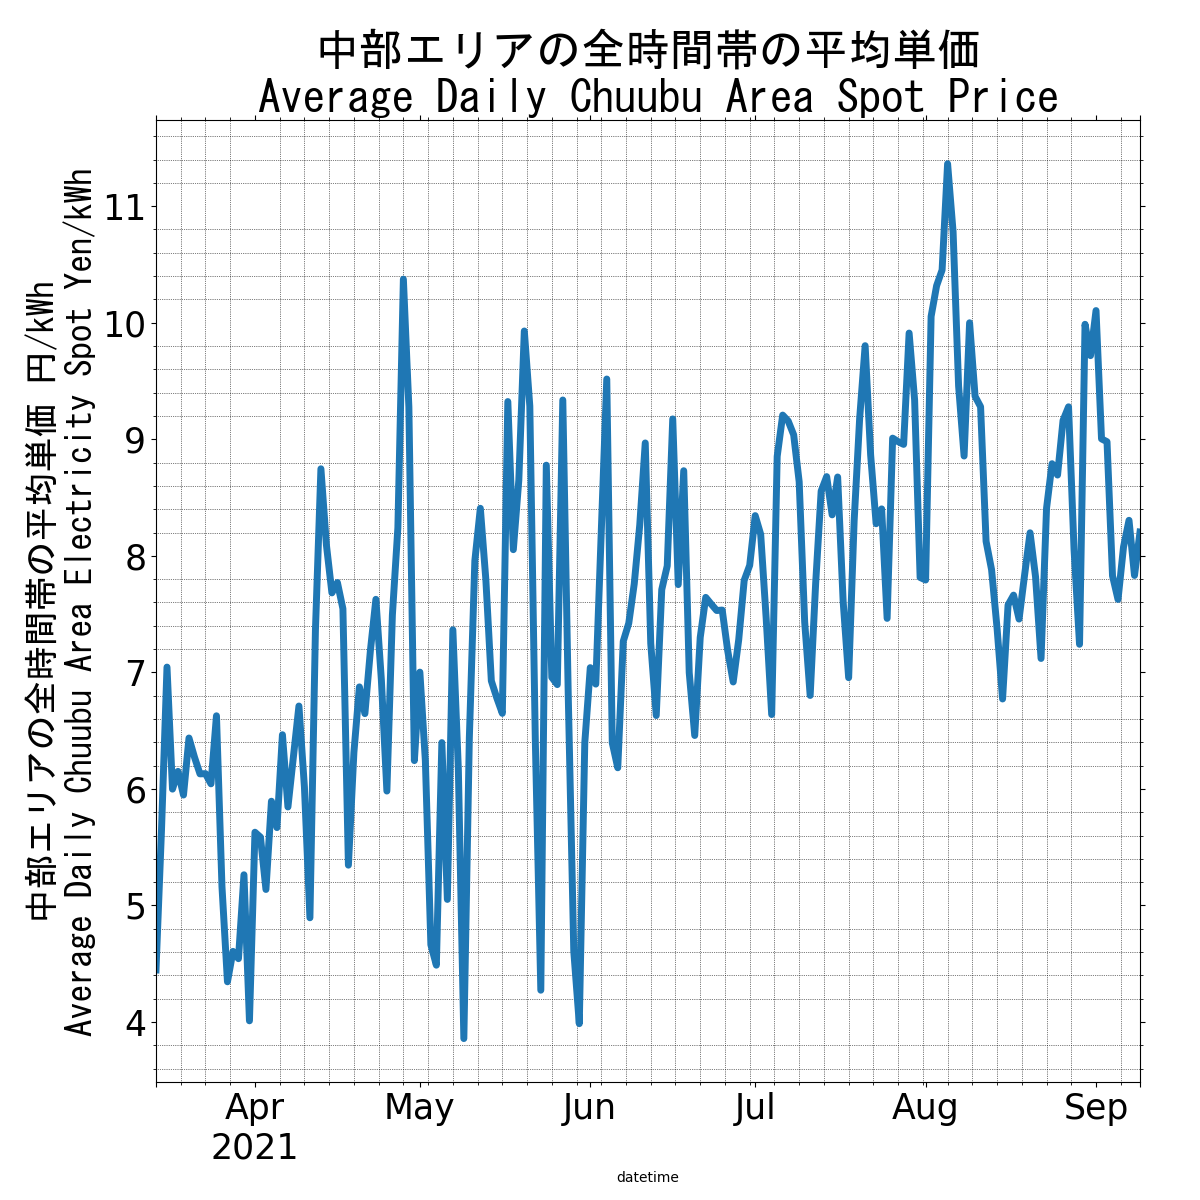 中部エリアの全時間帯の平均単価
Average Daily Chuubu Area Spot Price
中部エリアの全時間帯の平均単価 円/kWh
Average Daily Chuubu Area Electricity Spot Yen/kWh
11
10
9
8
7
6
5
4
Apr May Jun Jul Aug Sep
2021
datetime